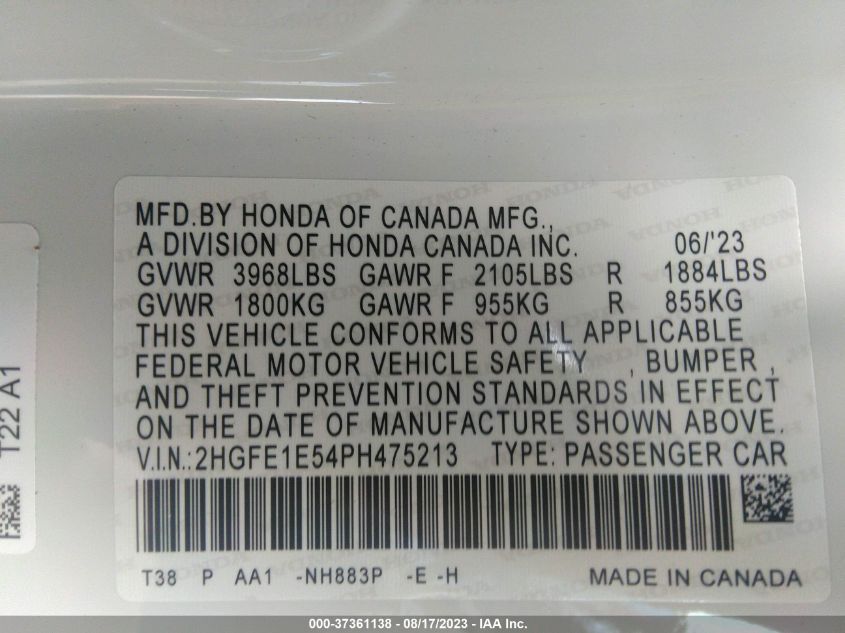 MFD.BY HONDA OF CANADA MFG.,
A DIVISION OF HONDA CANADA INC. 06/'23
GVWR 3968LBS GAWR F 2105LBS R 1884LBS
GVWR 1800KG GAWR F 955KG R 855KG
THIS VEHICLE CONFORMS TO ALL APPLICABLE
FEDERAL MOTOR VEHICLE SAFETY , BUMPER ,
AND THEFT PREVENTION STANDARDS IN EFFECT
ON THE DATE OF MANUFACTURE SHOWN ABOVE.
V.I.N.: 2HGFE1E54PH475213 TYPE: PASSENGER CAR
T38 P AA1 -NH883P -E -H MADE IN CANADA
T22 A1
000-37361138 - 08/17/2023 - IAA Inc.